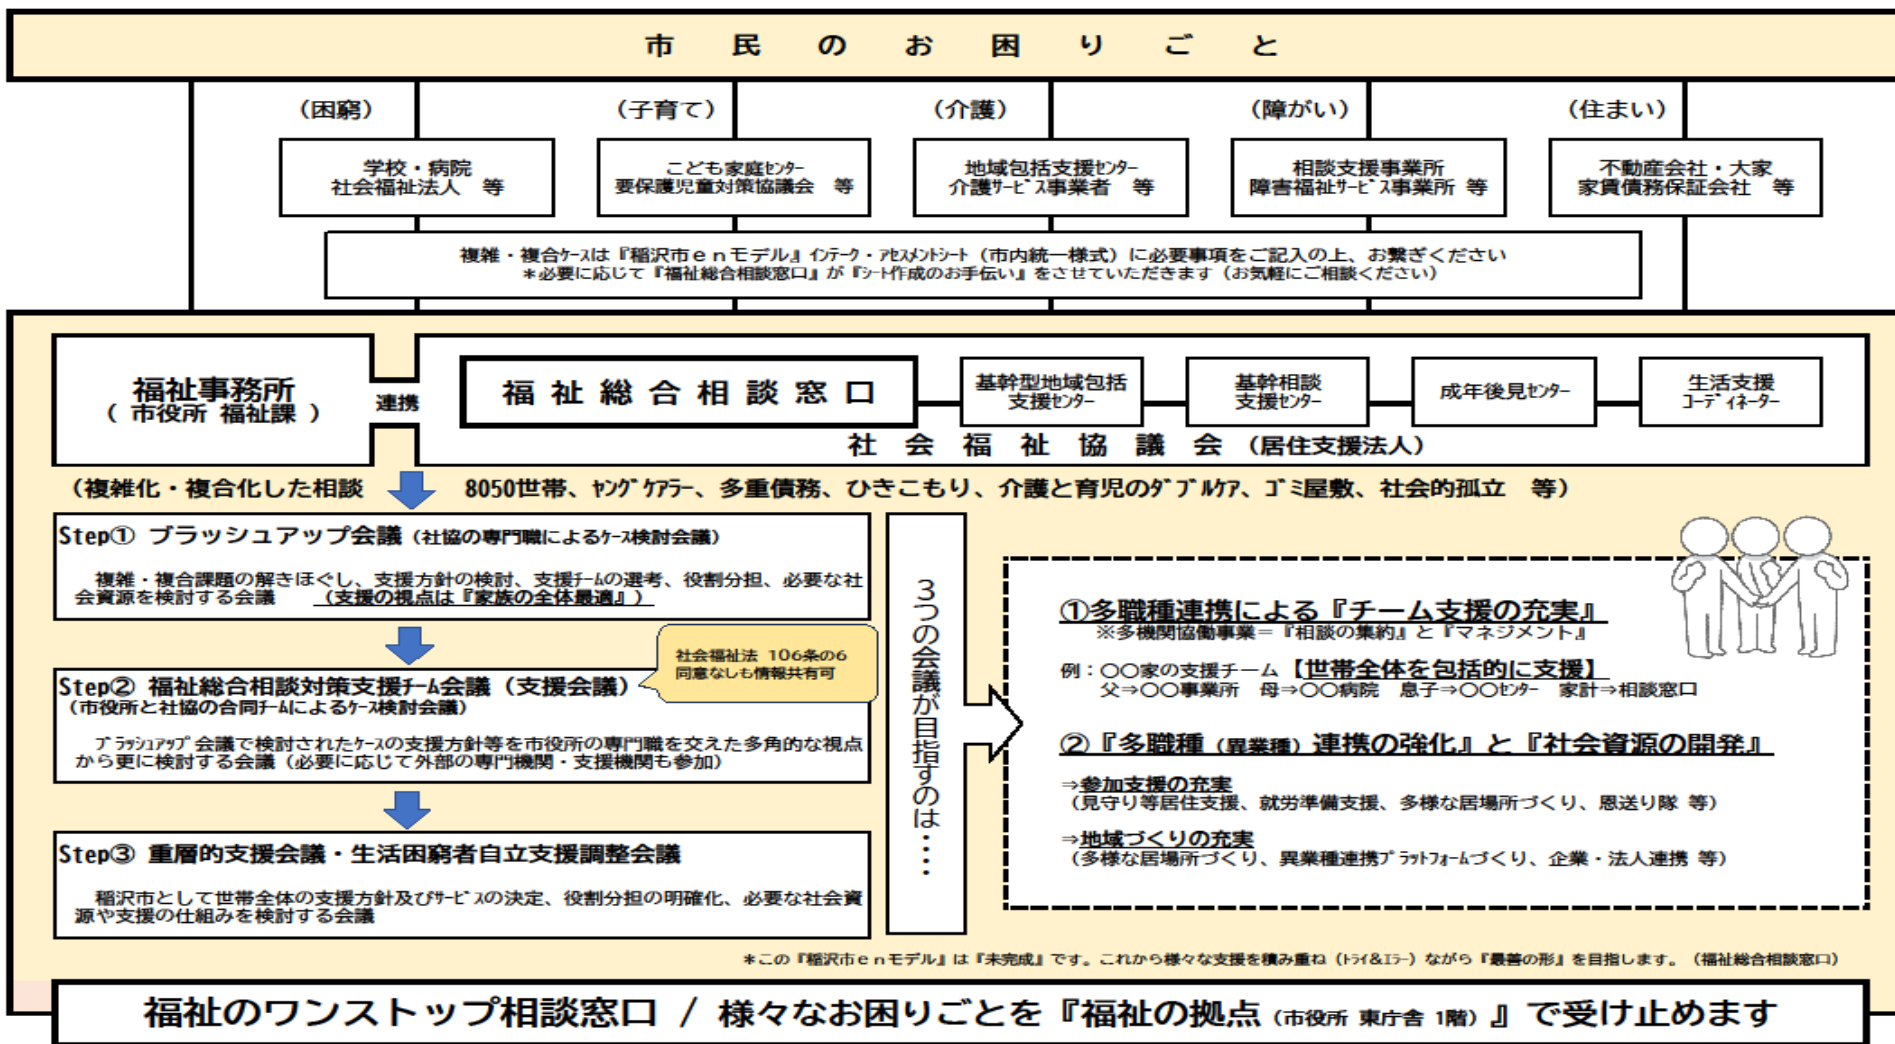 市民のお困りごと
（困窮）
（子育て）
（介護）
（障がい）
（住まい）
学校・病院
社会福祉法人　等
こども家庭ｾﾝﾀｰ
要保護児童対策協議会　等
地域包括支援ｾﾝﾀｰ
介護ｻｰﾋﾞｽ事業者　等
相談支援事業所
障害福祉ｻｰﾋﾞｽ事業所 等
不動産会社・大家
家賃債務保証会社　等
複雑・複合ｹｰｽは『稲沢市ｅｎモデル』ｲﾝﾃｰｸ・ｱｾｽﾒﾝﾄｼｰﾄ（市内統一様式）に必要事項をご記入の上、お繋ぎください
＊必要に応じて『福祉総合相談窓口』が『ｼｰﾄ作成のお手伝い』をさせていただきます（お気軽にご相談ください）
福祉事務所
（ 市役所 福祉課 ）
連携
福祉総合相談窓口
基幹型地域包括
支援ｾﾝﾀｰ
基幹相談
支援ｾﾝﾀｰ
成年後見ｾﾝﾀｰ
生活支援
ｺｰﾃﾞｨﾈｰﾀｰ
社会福祉協議会（居住支援法人）
（複雑化・複合化した相談　8050世帯、ﾔﾝｸﾞｹｱﾗｰ、多重債務、ひきこもり、介護と育児のﾀﾞﾌﾞﾙｹｱ、ｺﾞﾐ屋敷、社会的孤立　等）
Step① ブラッシュアップ会議（社協の専門職によるｹｰｽ検討会議）
複雑・複合課題の解きほぐし、支援方針の検討、支援ﾁｰﾑの選考、役割分担、必要な社
会資源を検討する会議　（支援の視点は『家族の全体最適』）
社会福祉法 106条の6
同意なしも情報共有可
Step② 福祉総合相談対策支援ﾁｰﾑ会議（支援会議）
（市役所と社協の合同ﾁｰﾑによるｹｰｽ検討会議）
ﾌﾞﾗｯｼｭｱｯﾌﾟ会議で検討されたｹｰｽの支援方針等を市役所の専門職を交えた多角的な視点
から更に検討する会議（必要に応じて外部の専門機関・支援機関も参加）
Step③ 重層的支援会議・生活困窮者自立支援調整会議
稲沢市として世帯全体の支援方針及びｻｰﾋﾞｽの決定、役割分担の明確化、必要な社会資
源や支援の仕組みを検討する会議
３つの会議が目指すのは・・・・
①多職種連携による『チーム支援の充実』
※多機関協働事業＝『相談の集約』と『マネジメント』
例：〇〇家の支援チーム【世帯全体を包括的に支援】
父⇒〇〇事業所　母⇒〇〇病院　息子⇒〇〇ｾﾝﾀｰ　家計⇒相談窓口
②『多職種（異業種）連携の強化』と『社会資源の開発』
⇒参加支援の充実
（見守り等居住支援、就労準備支援、多様な居場所づくり、恩送り隊 等）
⇒地域づくりの充実
（多様な居場所づくり、異業種連携ﾌﾟﾗｯﾄﾌｫｰﾑづくり、企業・法人連携 等）
＊この『稲沢市ｅｎモデル』は『未完成』です。これから様々な支援を積み重ね（ﾄﾗｲ&ｴﾗｰ）ながら『最善の形』を目指します。（福祉総合相談窓口）
福祉のワンストップ相談窓口 / 様々なお困りごとを『福祉の拠点（市役所 東庁舎 1階）』で受け止めます